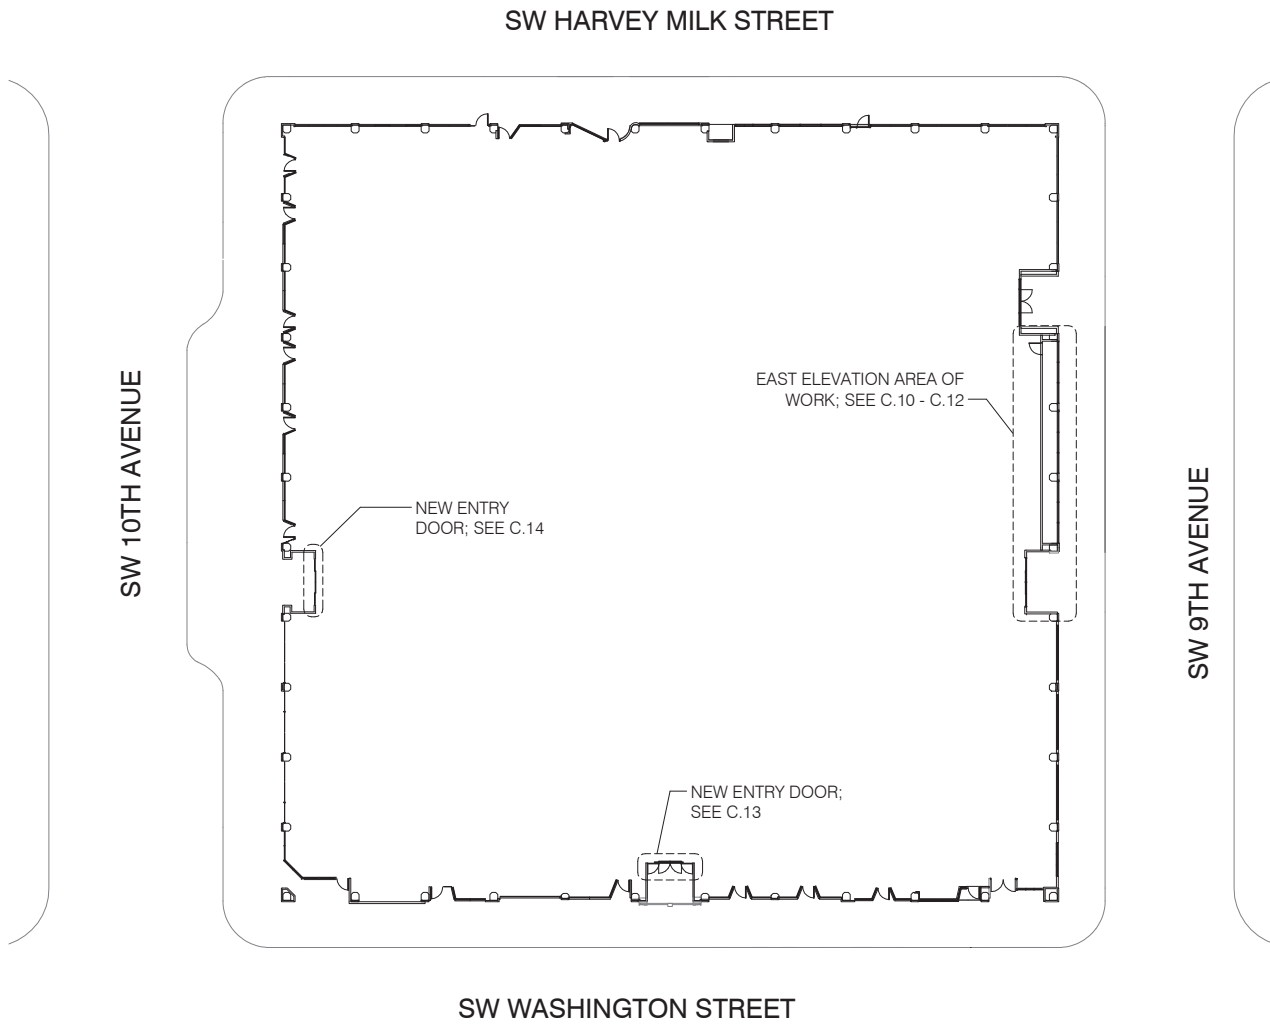 SW HARVEY MILK STREET
EAST ELEVATION AREA OF
WORK; SEE C.10 - C.12
SW 10TH AVENUE
SW 9TH AVENUE
NEW ENTRY
DOOR; SEE C.14
NEW ENTRY DOOR;
SEE C.13
SW WASHINGTON STREET